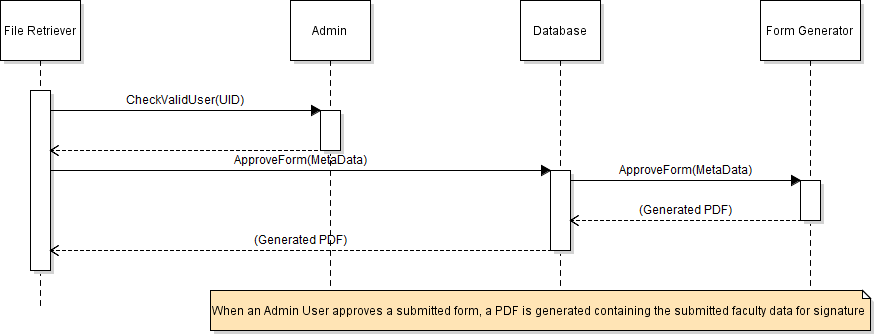 File Retriever
Admin
Database
Form Generator
CheckValidUser(UID)
ApproveForm(MetaData)
ApproveForm(MetaData)
(Generated PDF)
(Generated PDF)
When an Admin User approves a submitted form, a PDF is generated containing the submitted faculty data for signature